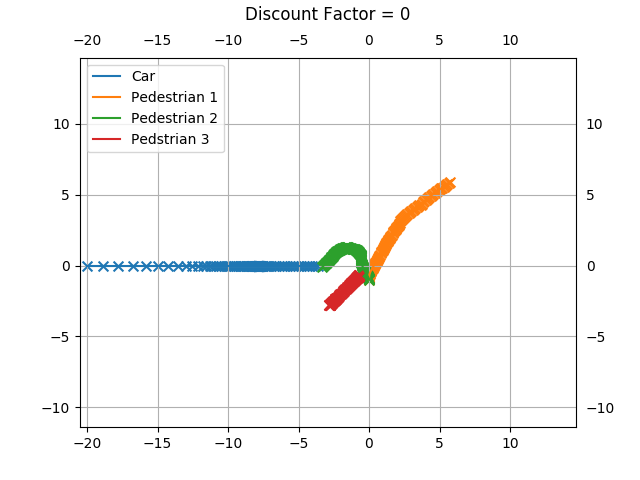 Discount Factor = 0
−20 −15 −10 −5 0 5 10
Car
Pedestrian 1
Pedestrian 2
Pedstrian 3
10 10
5 5
0 0
−5 −5
−10 −10
−20 −15 −10 −5 0 5 10